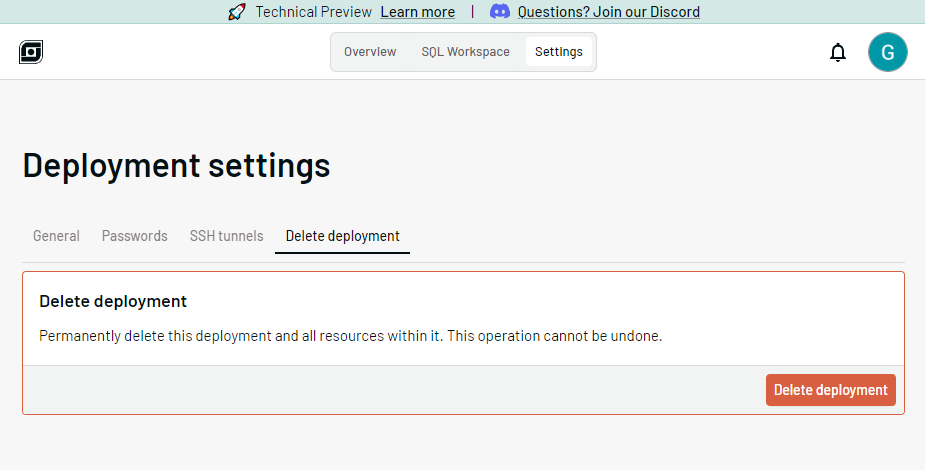 Technical Preview Learn more | Questions? Join our Discord
Overview SQL Workspace Settings G
Deployment settings
General Passwords SSH tunnels Delete deployment
Delete deployment
Permanently delete this deployment and all resources within it. This operation cannot be undone.
Delete deployment